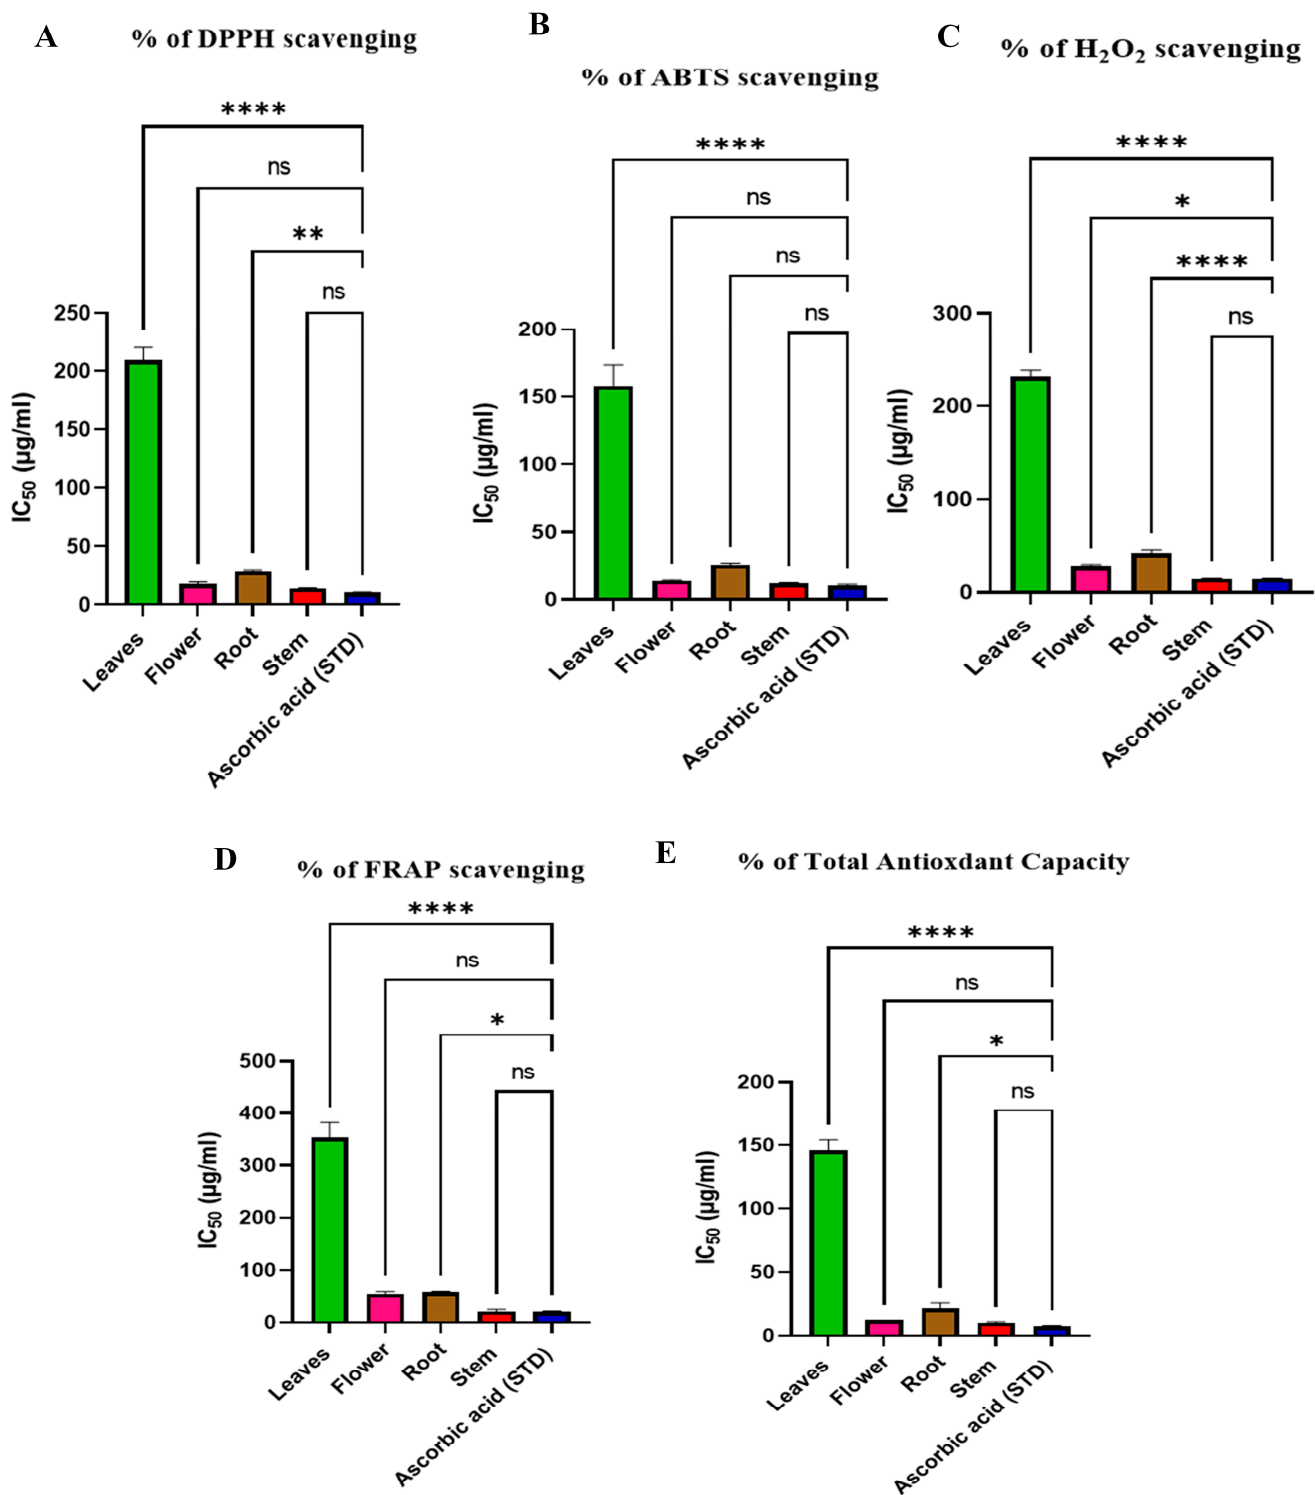 A
% of DPPH scavenging
****
ns
**
ns
250
200
150
100
50
0
IC50 (µg/ml)
Leaves
Flower
Root
Stem
Ascorbic acid (STD)
B
% of ABTS scavenging
****
ns
ns
ns
200
150
100
50
0
IC50 (µg/ml)
Leaves
Flower
Root
Stem
Ascorbic acid (STD)
C
% of H2O2 scavenging
****
*
****
ns
300
200
100
0
IC50 (µg/ml)
Leaves
Flower
Root
Stem
Ascorbic acid (STD)
D
% of FRAP scavenging
****
ns
*
ns
500
400
300
200
100
0
IC50 (µg/ml)
Leaves
Flower
Root
Stem
Ascorbic acid (STD)
E
% of Total Antioxdant Capacity
****
ns
*
ns
200
150
100
50
0
IC50 (µg/ml)
Leaves
Flower
Root
Stem
Ascorbic acid (STD)